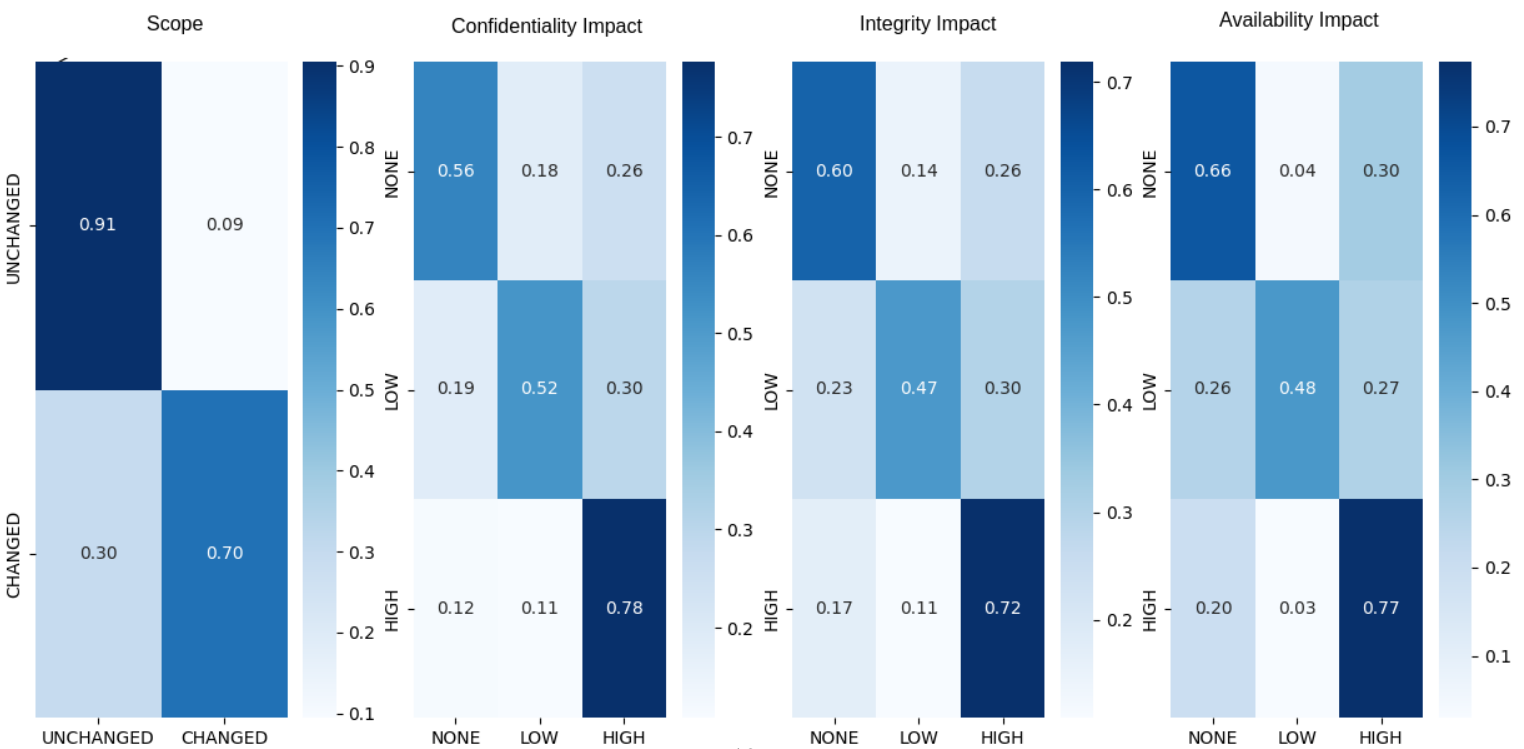 Scope
UNCHANGED
CHANGED
0.91 0.09
0.30 0.70
UNCHANGED CHANGED
0.9
0.8
0.7
0.6
0.5
0.4
0.3
0.2
0.1
Confidentiality Impact
NONE
LOW
HIGH
0.56 0.18 0.26
0.19 0.52 0.30
0.12 0.11 0.78
NONE LOW HIGH
0.7
0.6
0.5
0.4
0.3
0.2
Integrity Impact
NONE
LOW
HIGH
0.60 0.14 0.26
0.23 0.47 0.30
0.17 0.11 0.72
NONE LOW HIGH
0.7
0.6
0.5
0.4
0.3
0.2
Availability Impact
NONE
LOW
HIGH
0.66 0.04 0.30
0.26 0.48 0.27
0.20 0.03 0.77
NONE LOW HIGH
0.7
0.6
0.5
0.4
0.3
0.2
0.1